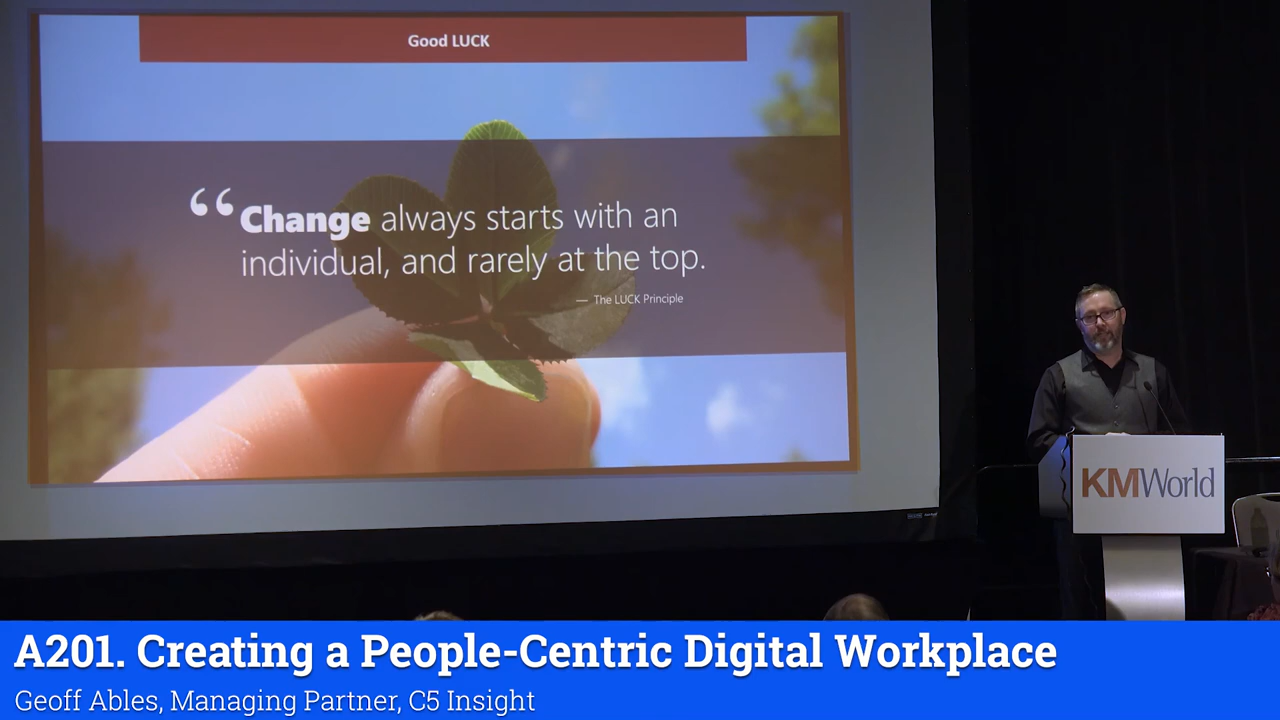 Good LUCK
“Change always starts with an
individual, and rarely at the top.
— The LUCK Principle
KMWorld
A201. Creating a People-Centric Digital Workplace
Geoff Ables, Managing Partner, C5 Insight